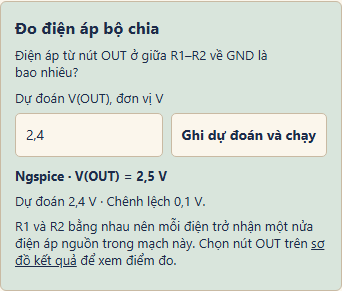 Đo điện áp bộ chia
Điện áp từ nút OUT ở giữa R1–R2 về GND là
bao nhiêu?
Dự đoán V(OUT), đơn vị V
2,4
Ghi dự đoán và chạy
Ngspice · V(OUT) = 2,5 V
Dự đoán 2,4 V · Chênh lệch 0,1 V.
R1 và R2 bằng nhau nên mỗi điện trở nhận một nửa
điện áp nguồn trong mạch này. Chọn nút OUT trên sơ
đồ kết quả để xem điểm đo.